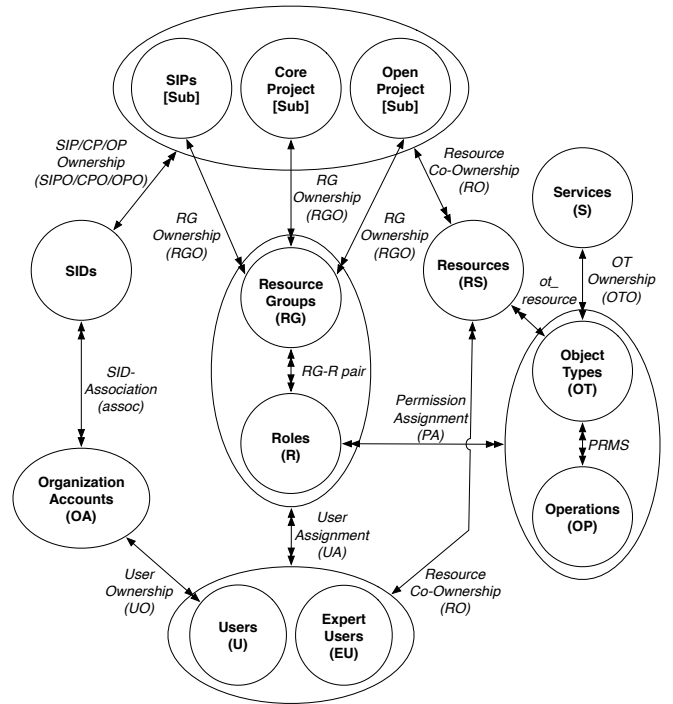 SIPs
[Sub]
Core
Project
[Sub]
Open
Project
[Sub]
SIP/CP/OP
Ownership
(SIPO/CPO/OPO)
Resource
Co-Ownership
(RO)
Services
(S)
RG
Ownership
(RGO)
RG
Ownership
(RGO)
RG
Ownership
(RGO)
SIDs
Resource
Groups
(RG)
Resources
(RS)
ot_
resource
OT
Ownership
(OTO)
SID-
Association
(assoc)
RG-R pair
Object
Types
(OT)
Permission
Assignment
(PA)
Roles
(R)
PRMS
Organization
Accounts
(OA)
Operations
(OP)
User
Assignment
(UA)
User
Ownership
(UO)
Resource
Co-Ownership
(RO)
Users
(U)
Expert
Users
(EU)